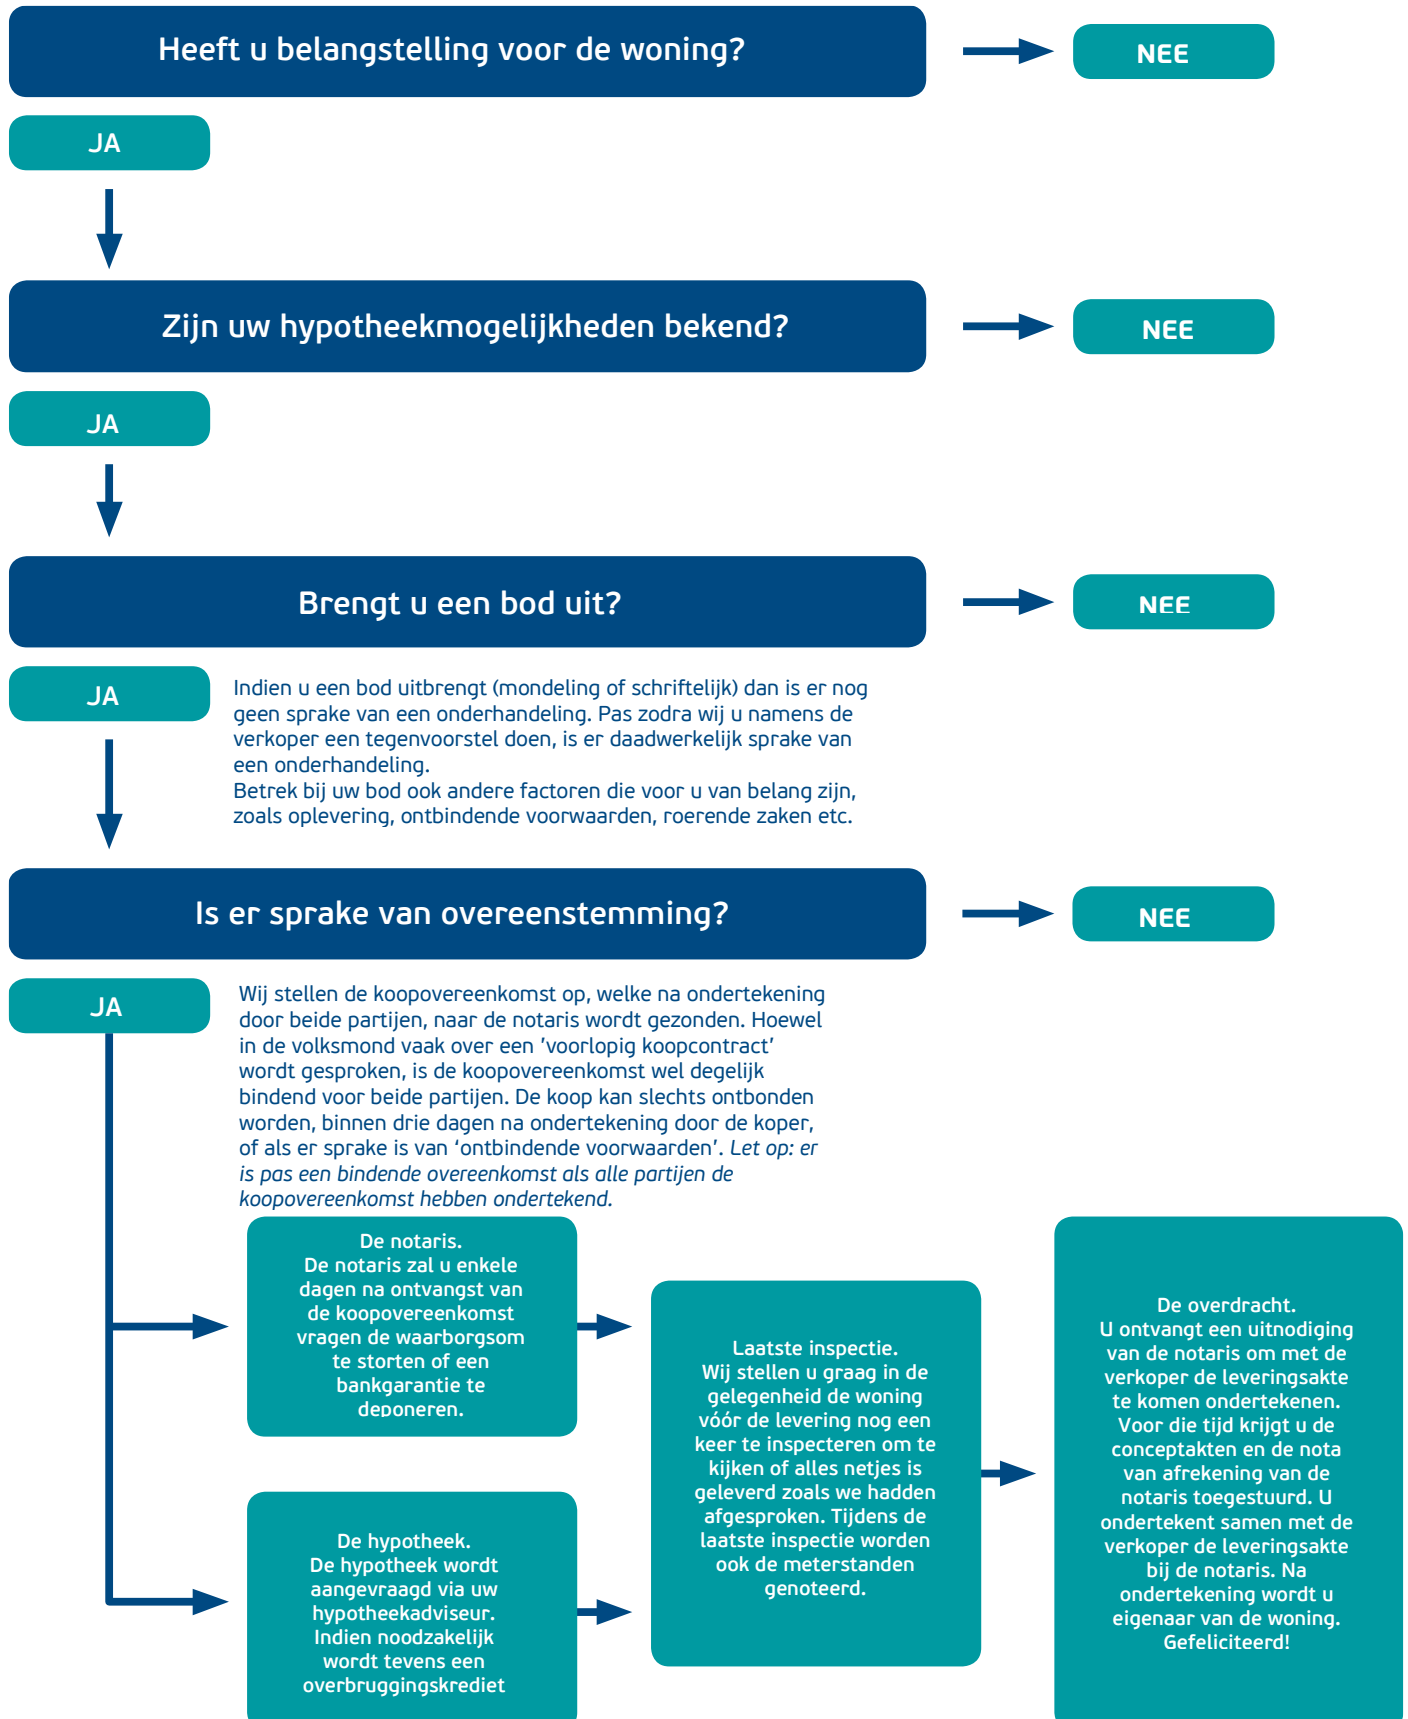 Heeft u belangstelling voor de woning?
NEE
JA
Zijn uw hypotheekmogelijkheden bekend?
NEE
JA
Brengt u een bod uit?
NEE
JA
Indien u een bod uitbrengt (mondeling of schriftelijk) dan is er nog
geen sprake van een onderhandeling. Pas zodra wij u namens de
verkoper een tegenvoorstel doen, is er daadwerkelijk sprake van
een onderhandeling.
Betrek bij uw bod ook andere factoren die voor u van belang zijn,
zoals oplevering, ontbindende voorwaarden, roerende zaken etc.
Is er sprake van overeenstemming?
NEE
JA
Wij stellen de koopovereenkomst op, welke na ondertekening
door beide partijen, naar de notaris wordt gezonden. Hoewel
in de volksmond vaak over een 'voorlopig koopcontract'
wordt gesproken, is de koopovereenkomst wel degelijk
bindend voor beide partijen. De koop kan slechts ontbonden
worden, binnen drie dagen na ondertekening door de koper,
of als er sprake is van ‘ontbindende voorwaarden’. Let op: er
is pas een bindende overeenkomst als alle partijen de
koopovereenkomst hebben ondertekend.
De notaris.
De notaris zal u enkele
dagen na ontvangst van
de koopovereenkomst
vragen de waarborgsom
te storten of een
bankgarantie te
deponeren.
De hypotheek.
De hypotheek wordt
aangevraagd via uw
hypotheekadviseur.
Indien noodzakelijk
wordt tevens een
overbruggingskrediet
Laatste inspectie.
Wij stellen u graag in de
gelegenheid de woning
vóór de levering nog een
keer te inspecteren om te
kijken of alles netjes is
geleverd zoals we hadden
afgesproken. Tijdens de
laatste inspectie worden
ook de meterstanden
genoteerd.
De overdracht.
U ontvangt een uitnodiging
van de notaris om met de
verkoper de leveringsakte
te komen ondertekenen.
Voor die tijd krijgt u de
conceptakten en de nota
van afrekening van de
notaris toegestuurd. U
ondertekent samen met de
verkoper de leveringsakte
bij de notaris. Na
ondertekening wordt u
eigenaar van de woning.
Gefeliciteerd!